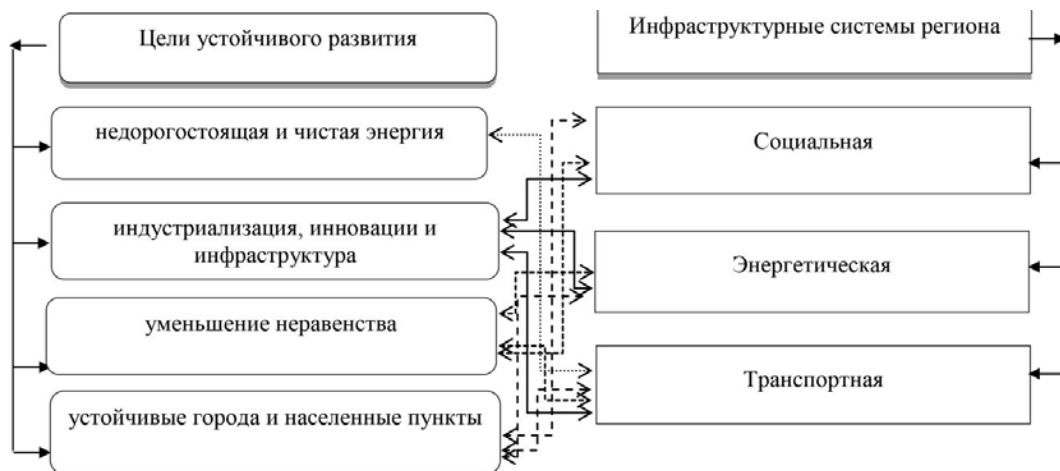 Цели устойчивого развития
недорогостоящая и чистая энергия
индустриализация, инновации и
инфраструктура
уменьшение неравенства
устойчивые города и населенные пункты
Инфраструктурные системы региона
Социальная
Энергетическая
Транспортная